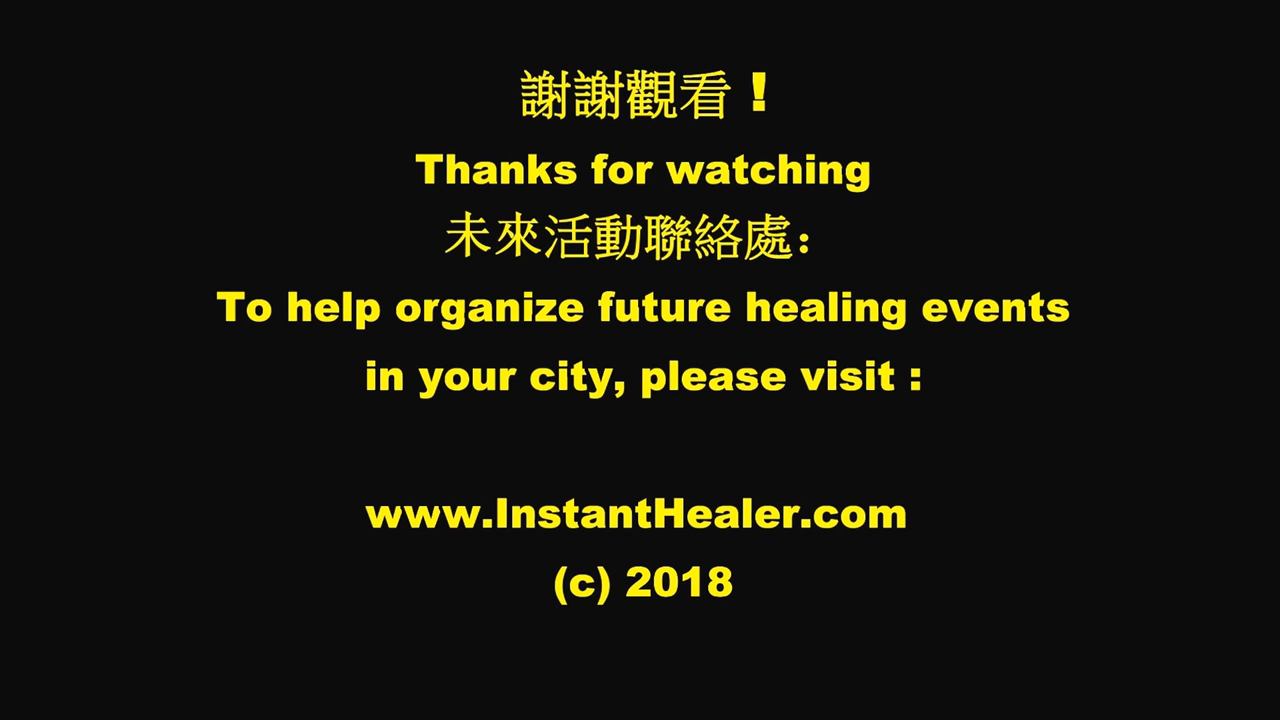 謝謝觀看！
Thanks for watching
未來活動聯絡處：
To help organize future healing events
in your city, please visit :
www.InstantHealer.com
(c) 2018